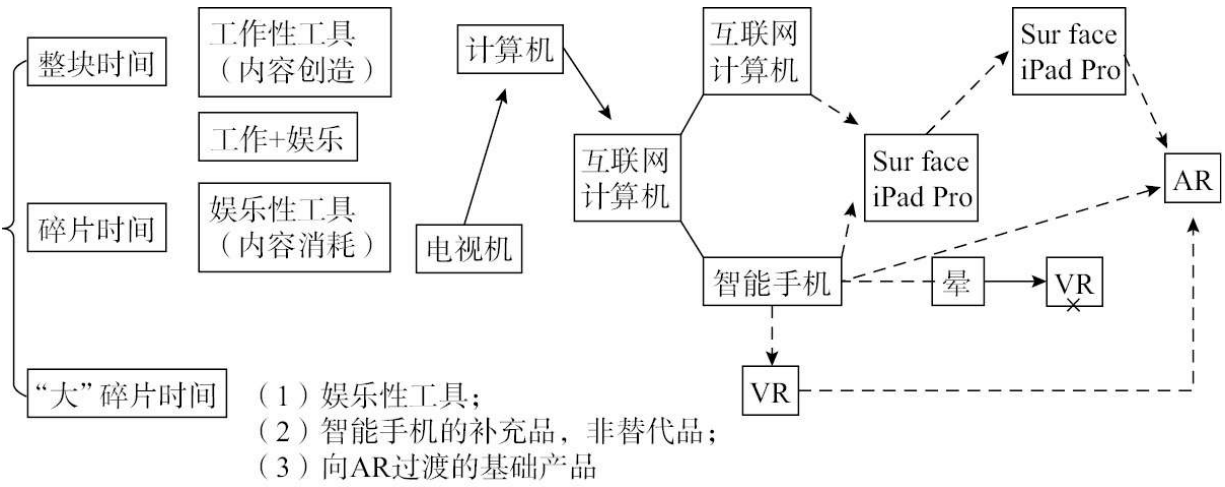 整块时间
工作性工具
（内容创造）
工作+娱乐
碎片时间
娱乐性工具
（内容消耗）
计算机
电视机
互联网
计算机
互联网
计算机
智能手机
Sur face
iPad Pro
Sur face
iPad Pro
AR
晕
VR
VR
“大”碎片时间
（1）娱乐性工具；
（2）智能手机的补充品，非替代品；
（3）向AR过渡的基础产品